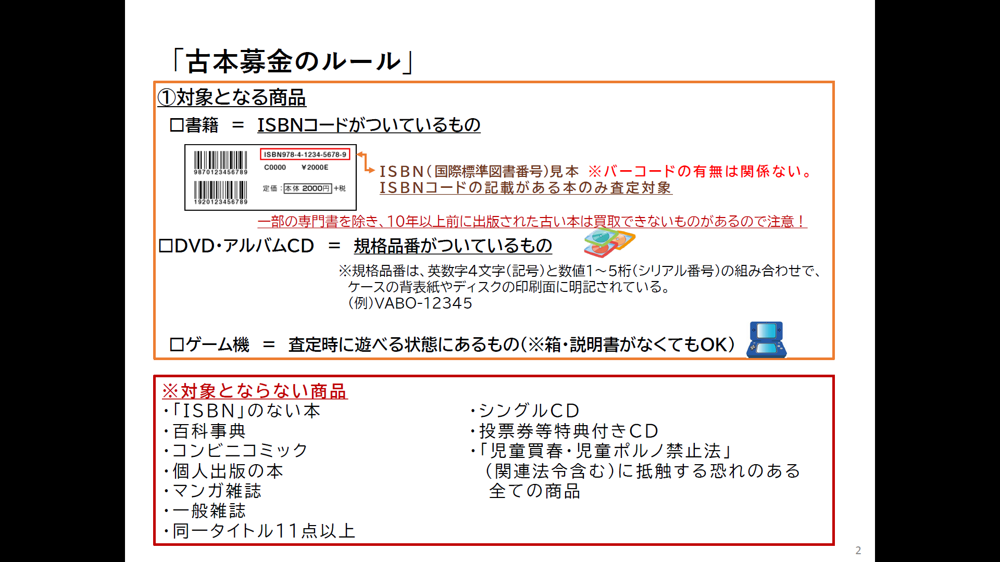 「古本募金のルール」
①対象となる商品
□書籍 ＝ ISBNコードがついているもの
9870123456789
1920123456789
ISBN978-4-1234-5678-9
C0000 ¥2000E
定価：本体 2000円＋税
ISBN（国際標準図書番号）見本 ※バーコードの有無は関係ない。
ISBNコードの記載がある本のみ査定対象
一部の専門書を除き、10年以上前に出版された古い本は買取できないものがあるので注意！
□DVD・アルバムCD ＝ 規格品番がついているもの
※規格品番は、英数字4文字（記号）と数値1～5桁（シリアル番号）の組み合わせで、
ケースの背表紙やディスクの印刷面に明記されている。
（例）VABO-12345
□ゲーム機 ＝ 査定時に遊べる状態にあるもの（※箱・説明書がなくてもOK）
※対象とならない商品
・「ISBN」のない本
・百科事典
・コンビニコミック
・個人出版の本
・マンガ雑誌
・一般雑誌
・同一タイトル11点以上
・シングルCD
・投票券等特典付きCD
・「児童買春・児童ポルノ禁止法」
（関連法令含む）に抵触する恐れのある
全ての商品
2